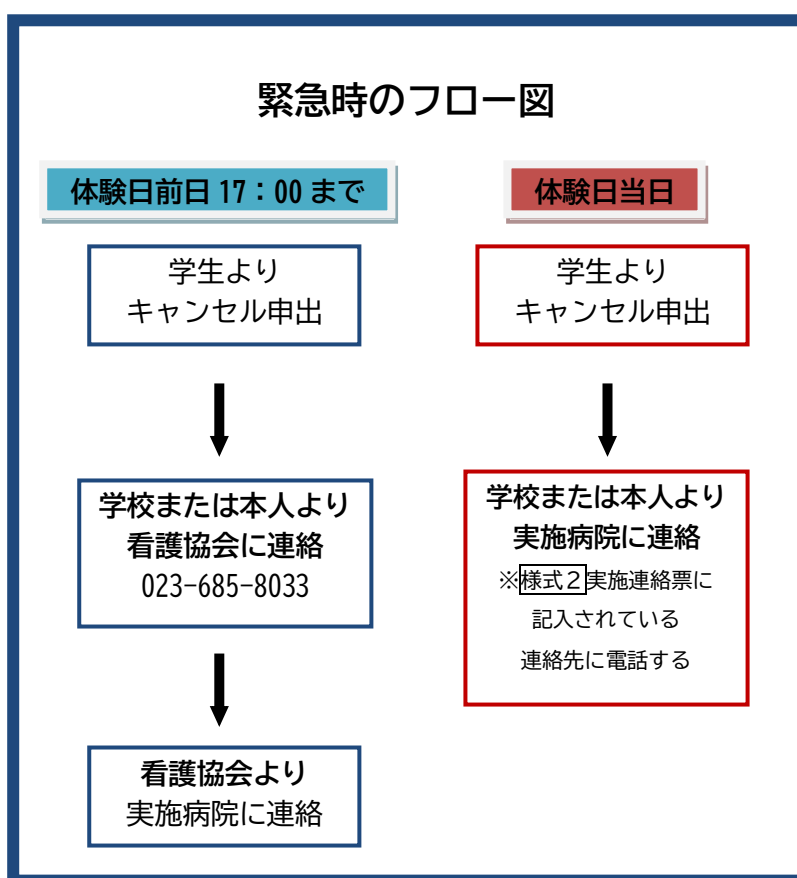 緊急時のフロー図
体験日前日 17：00 まで
学生より
キャンセル申出
学校または本人より
看護協会に連絡
023-685-8033
看護協会より
実施病院に連絡
体験日当日
学生より
キャンセル申出
学校または本人より
実施病院に連絡
※様式２実施連絡票に
記入されている
連絡先に電話する